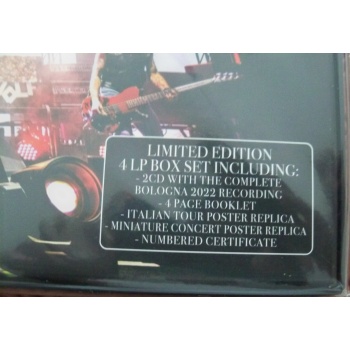 WOLF
LIMITED EDITION
4 LP BOX SET INCLUDING:
- 2CD WITH THE COMPLETE
BOLOGNA 2022 RECORDING
- 4 PAGE BOOKLET
- ITALIAN TOUR POSTER REPLICA
- MINIATURE CONCERT POSTER REPLICA
- NUMBERED CERTIFICATE